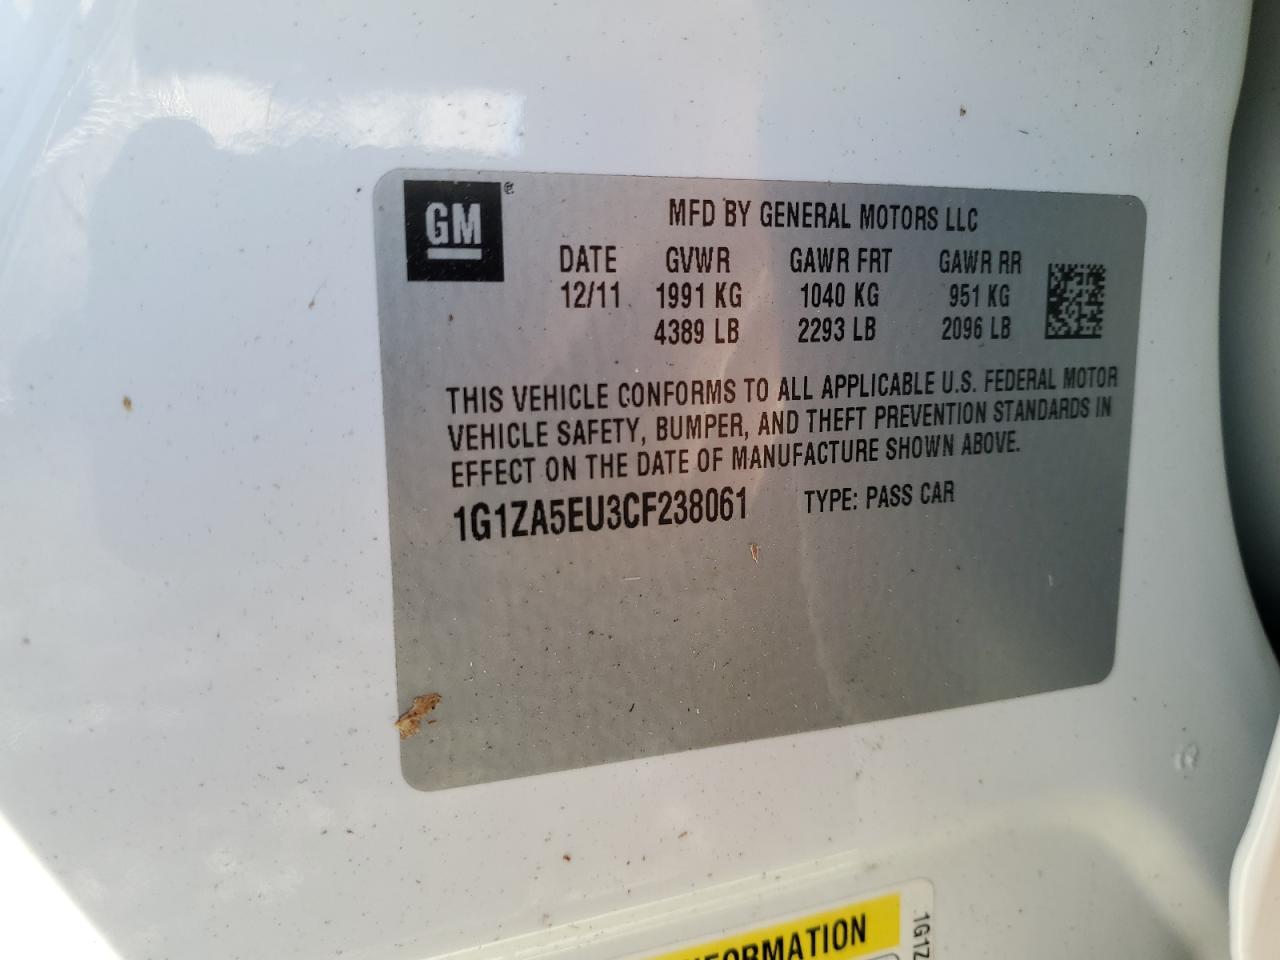 GM
MFD BY GENERAL MOTORS LLC
DATE GVWR GAWR FRT GAWR RR
12/11 1991 KG 1040 KG 951 KG
4389 LB 2293 LB 2096 LB
THIS VEHICLE CONFORMS TO ALL APPLICABLE U.S. FEDERAL MOTOR
VEHICLE SAFETY, BUMPER, AND THEFT PREVENTION STANDARDS IN
EFFECT ON THE DATE OF MANUFACTURE SHOWN ABOVE.
1G1ZA5EU3CF238061 TYPE: PASS CAR
FORMATION
1G1Z